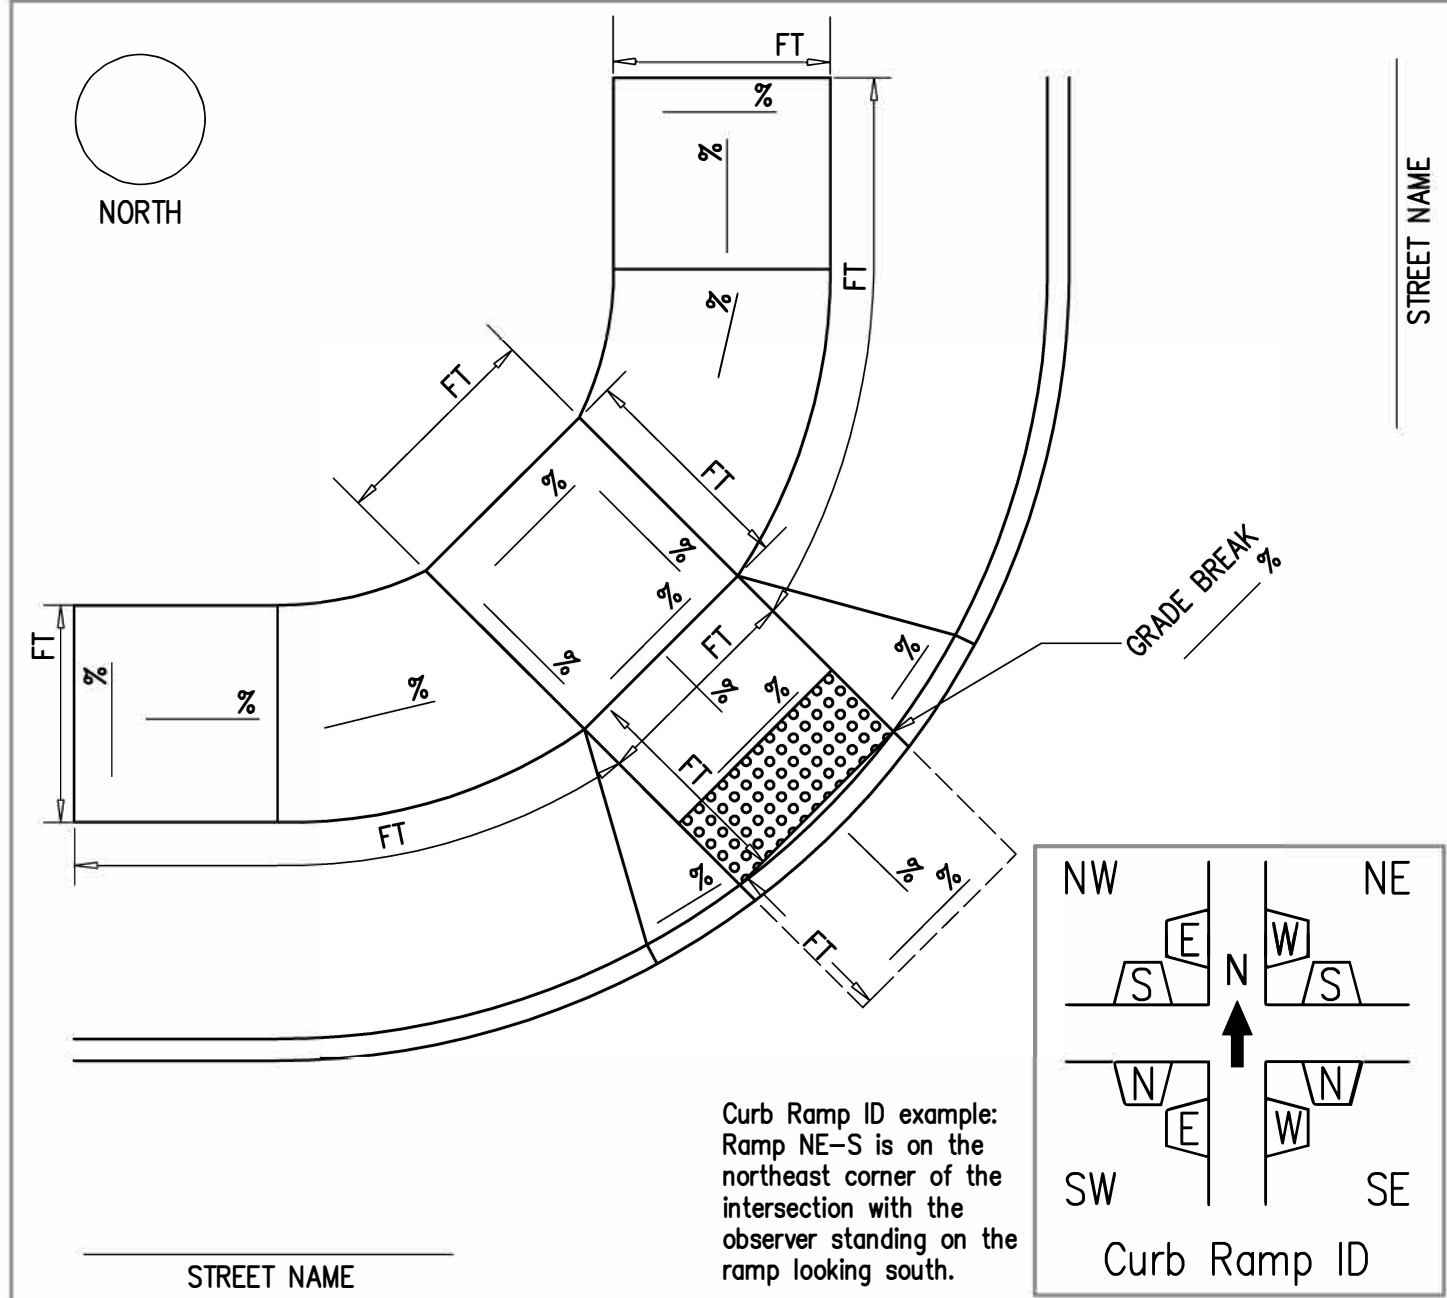 FT
%
%
NORTH
STREET NAME
FT
%
FT
FT
%
%
GRADE BREAK
%
%
FT
%
FT
%
%
%
%
%
%
%
FT
FT
%
%
%
FT
NW
NE
E
W
S
N
S
N
N
E
W
SW
SE
Curb Ramp ID
Curb Ramp ID example:
Ramp NE-S is on the
northeast corner of the
intersection with the
observer standing on the
ramp looking south.
STREET NAME